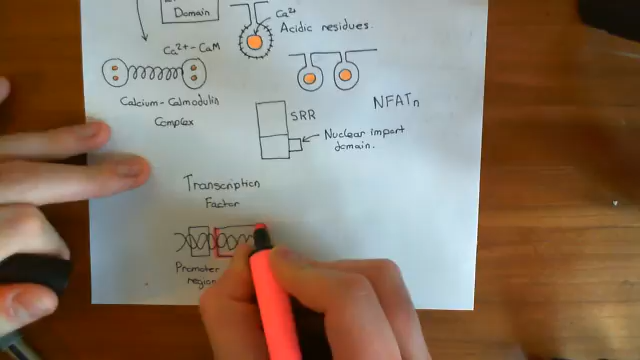 Domain
Ca²⁺
Acidic residues.
Ca²⁺-CaM
Calcium-Calmodulin
Complex
NFATn
SRR
Nuclear import
domain.
Transcription
Factor
Promoter
region